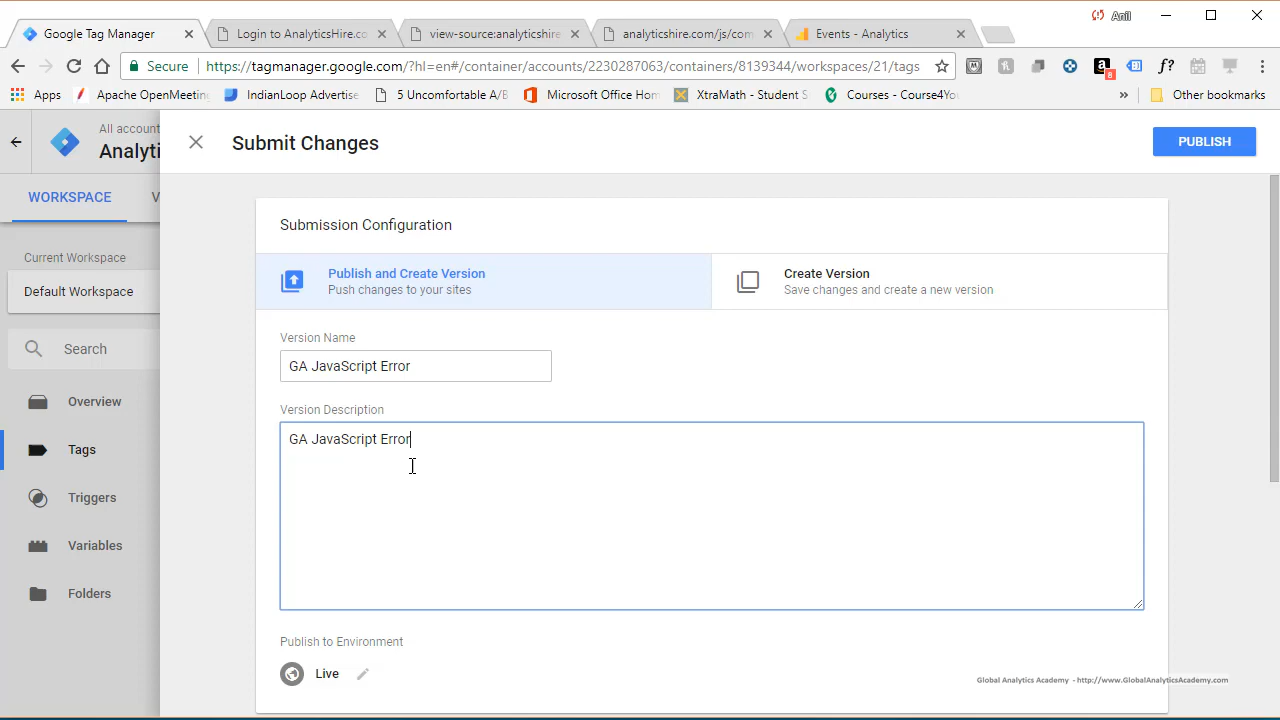 Anil
Google Tag Manager
Login to AnalyticsHire.co
view-source:analyticshire
analyticshire.com/js/com
Events - Analytics
Secure
https://tagmanager.google.com/?hl=en#/container/accounts/2230287063/containers/8139344/workspaces/21/tags
8
f?
Apps
Apache OpenMeetin
IndianLoop Advertise
5 Uncomfortable A/B
Microsoft Office Hom
XtraMath - Student S
Courses - Course4You
»
Other bookmarks
All accoun
Analyti
Submit Changes
PUBLISH
WORKSPACE
V
Submission Configuration
Current Workspace
Default Workspace
Publish and Create Version
Push changes to your sites
Create Version
Save changes and create a new version
Search
Version Name
GA JavaScript Error
Overview
Version Description
GA JavaScript Error
Tags
Triggers
Variables
Folders
Publish to Environment
Live
Global Analytics Academy - http://www.GlobalAnalyticsAcademy.com